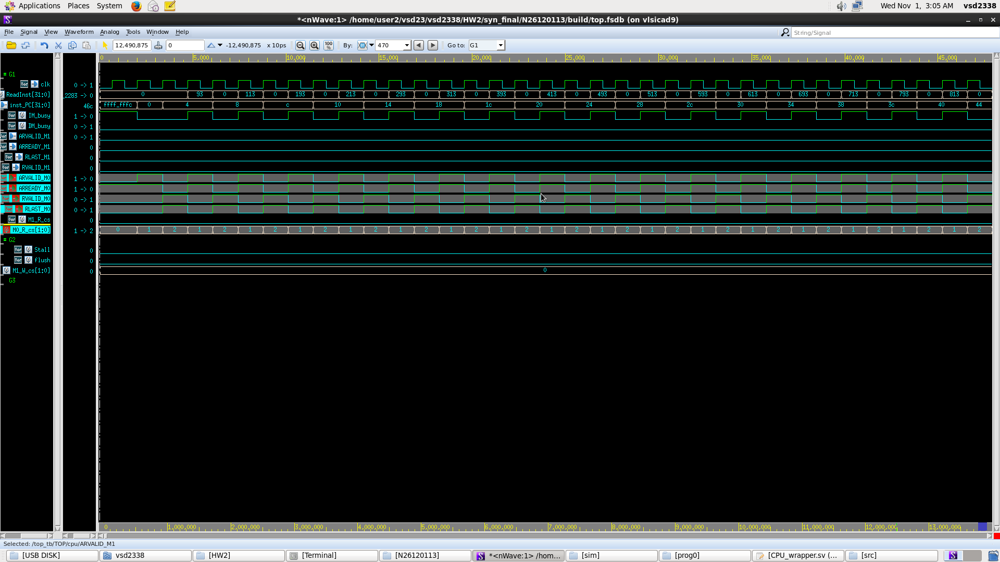 Applications Places System Wed Nov 1, 3:05 AM vsd2338
*<nWave:1> /home/user2/vsd23/vsd2338/HW2/syn_final/N26120113/build/top.fsdb (on vlsicad9)
File Signal View Waveform Analog Tools Window Help String/Signal
12,490,875 0 -12,490,875 x 10ps 100 % By: 470 Go to: G1
0 5,000 10,000 15,000 20,000 25,000 30,000 35,000 40,000 45,000
= G1
Ver clk 0 -> 1
ReadInst[31:0] _2283 -> 0 0 93 0 113 0 193 0 213 0 293 0 313 0 393 0 413 0 493 0 513 0 593 0 613 0 693 0 713 0 793 0 813 0
inst_PC[31:0] 46c ffff_fffc 0 4 8 c 10 14 18 1c 20 24 28 2c 30 34 38 3c 40 44
Ver IM_busy 1 -> 0
Ver DM_busy 0 -> 1
Ver ARVALID_M1 0 -> 1
Ver ARREADY_M1 0
Ver RLAST_M1 0
Ver RVALID_M1 0
ARVALID_M0 1 -> 0
ARREADY_M0 1 -> 0
Ver RVALID_M0 0 -> 1
Ver RLAST_M0 0 -> 1
Ver M1_R_cs 0
M0_R_cs[1:0] 1 -> 2 0 1 2 1 2 1 2 1 2 1 2 1 2 1 2 1 2 1 2 1 2 1 2 1 2 1 2 1 2 1 2 1 2 1 2
= G2
Ver Stall 0
Ver flush 0
M1_W_cs[1:0] 0 0
G3
0 1,000,000 2,000,000 3,000,000 4,000,000 5,000,000 6,000,000 7,000,000 8,000,000 9,000,000 10,000,000 11,000,000 12,000,000 13,000,000
Selected: /top_tb/TOP/cpu/ARVALID_M1
[USB DISK] vsd2338 [HW2] [Terminal] [N26120113] *<nWave:1> /hom... [sim] [prog0] [CPU_wrapper.sv (... [src]